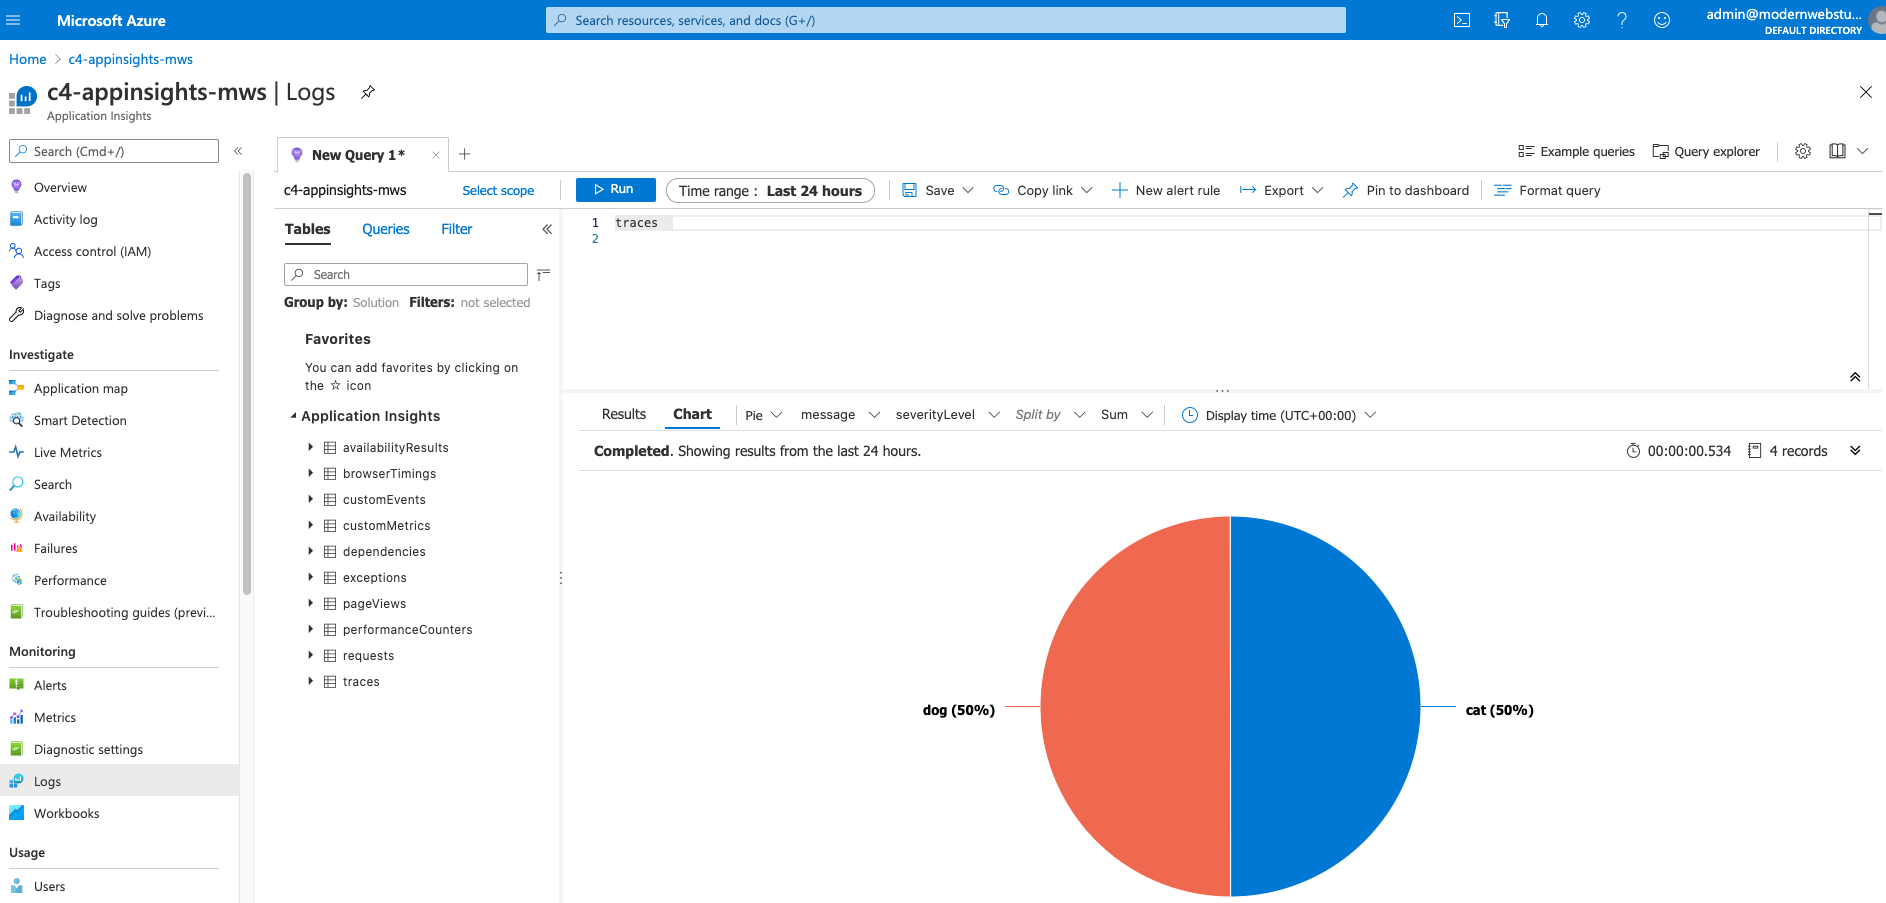 Microsoft Azure
Search resources, services, and docs (G+/)
admin@modernwebstu...
DEFAULT DIRECTORY
Home > c4-appinsights-mws
c4-appinsights-mws | Logs
Application Insights
Search (Cmd+/)
«
Overview
Activity log
Access control (IAM)
Tags
Diagnose and solve problems
Investigate
Application map
Smart Detection
Live Metrics
Search
Availability
Failures
Performance
Troubleshooting guides (previ...
Monitoring
Alerts
Metrics
Diagnostic settings
Logs
Workbooks
Usage
Users
New Query 1*
Example queries
Query explorer
c4-appinsights-mws
Select scope
Run
Time range : Last 24 hours
Save
Copy link
New alert rule
Export
Pin to dashboard
Format query
Tables
Queries
Filter
«
Search
Group by: Solution Filters: not selected
Favorites
You can add favorites by clicking on
the ☆ icon
Application Insights
availabilityResults
browserTimings
customEvents
customMetrics
dependencies
exceptions
pageViews
performanceCounters
requests
traces
1 traces
2
Results
Chart
Pie
message
severityLevel
Split by
Sum
Display time (UTC+00:00)
Completed. Showing results from the last 24 hours.
00:00:00.534
4 records
dog (50%)
cat (50%)